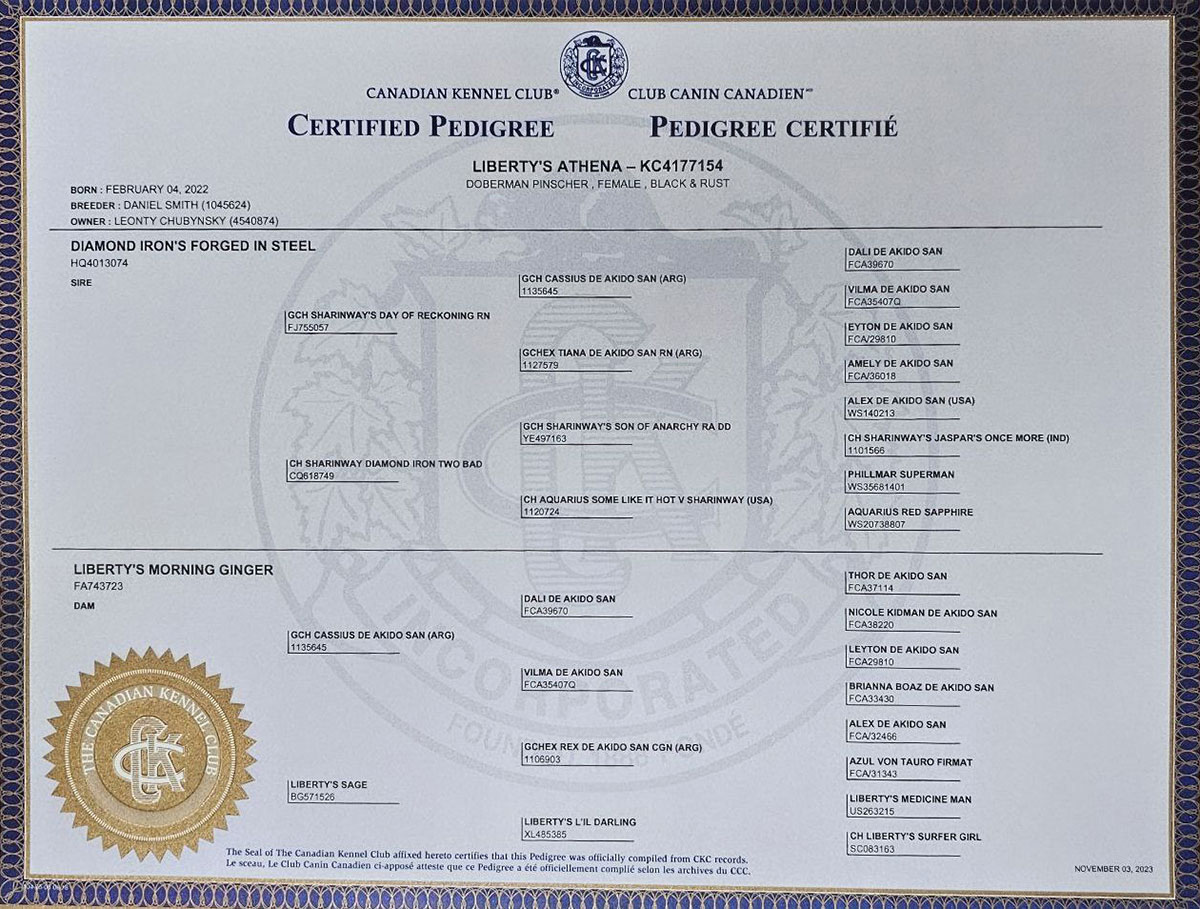 CANADIAN KENNEL CLUB® CLUB CANIN CANADIEN
CERTIFIED PEDIGREE PEDIGREE CERTIFIÉ
LIBERTY'S ATHENA – KC4177154
DOBERMAN PINSCHER , FEMALE , BLACK & RUST
BORN : FEBRUARY 04, 2022
BREEDER : DANIEL SMITH (1045624)
OWNER : LEONTY CHUBYNSKY (4540874)
DIAMOND IRON'S FORGED IN STEEL
HQ4013074
SIRE
GCH SHARINWAY'S DAY OF RECKONING RN
FJ755057
CH SHARINWAY DIAMOND IRON TWO BAD
CQ618749
GCH CASSIUS DE AKIDO SAN (ARG)
1135645
GCHEX TIANA DE AKIDO SAN RN (ARG)
1127579
GCH SHARINWAY'S SON OF ANARCHY RA DD
YE497163
CH AQUARIUS SOME LIKE IT HOT V SHARINWAY (USA)
1120724
DALI DE AKIDO SAN
FCA39670
VILMA DE AKIDO SAN
FCA35407Q
EYTON DE AKIDO SAN
FCA/29810
AMELY DE AKIDO SAN
FCA/36018
ALEX DE AKIDO SAN (USA)
WS140213
CH SHARINWAY'S JASPAR'S ONCE MORE (IND)
1101566
PHILLMAR SUPERMAN
WS35681401
AQUARIUS RED SAPPHIRE
WS20738807
LIBERTY'S MORNING GINGER
FA743723
DAM
GCH CASSIUS DE AKIDO SAN (ARG)
1135645
LIBERTY'S SAGE
BG571526
DALI DE AKIDO SAN
FCA39670
VILMA DE AKIDO SAN
FCA35407Q
GCHEX REX DE AKIDO SAN CGN (ARG)
1106903
LIBERTY'S L'IL DARLING
XL485385
THOR DE AKIDO SAN
FCA37114
NICOLE KIDMAN DE AKIDO SAN
FCA38220
LEYTON DE AKIDO SAN
FCA29810
BRIANNA BOAZ DE AKIDO SAN
FCA33430
ALEX DE AKIDO SAN
FCA/32466
AZUL VON TAURO FIRMAT
FCA/31343
LIBERTY'S MEDICINE MAN
US263215
CH LIBERTY'S SURFER GIRL
SC083163
THE CANADIAN KENNEL CLUB
CKC
INCORPORATED
The Seal of The Canadian Kennel Club affixed hereto certifies that this Pedigree was officially compiled from CKC records.
Le sceau, Le Club Canin Canadien ci-apposé atteste que ce Pedigree a été officiellement compilé selon les archives du CCC.
NOVEMBER 03, 2023